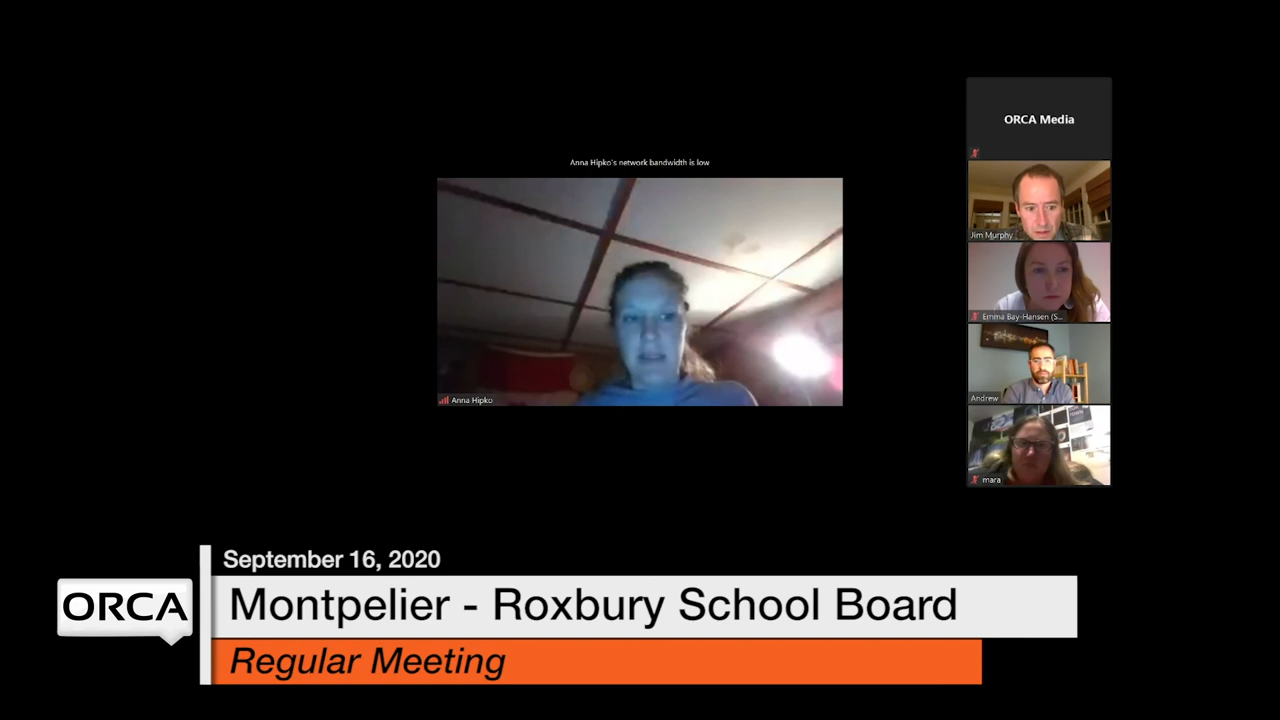 ORCA Media
Anna Hipko's network bandwidth is low
Jim Murphy
Emma Bay-Hansen (S...
Anna Hipko
Andrew
mara
September 16, 2020
ORCA
Montpelier - Roxbury School Board
Regular Meeting